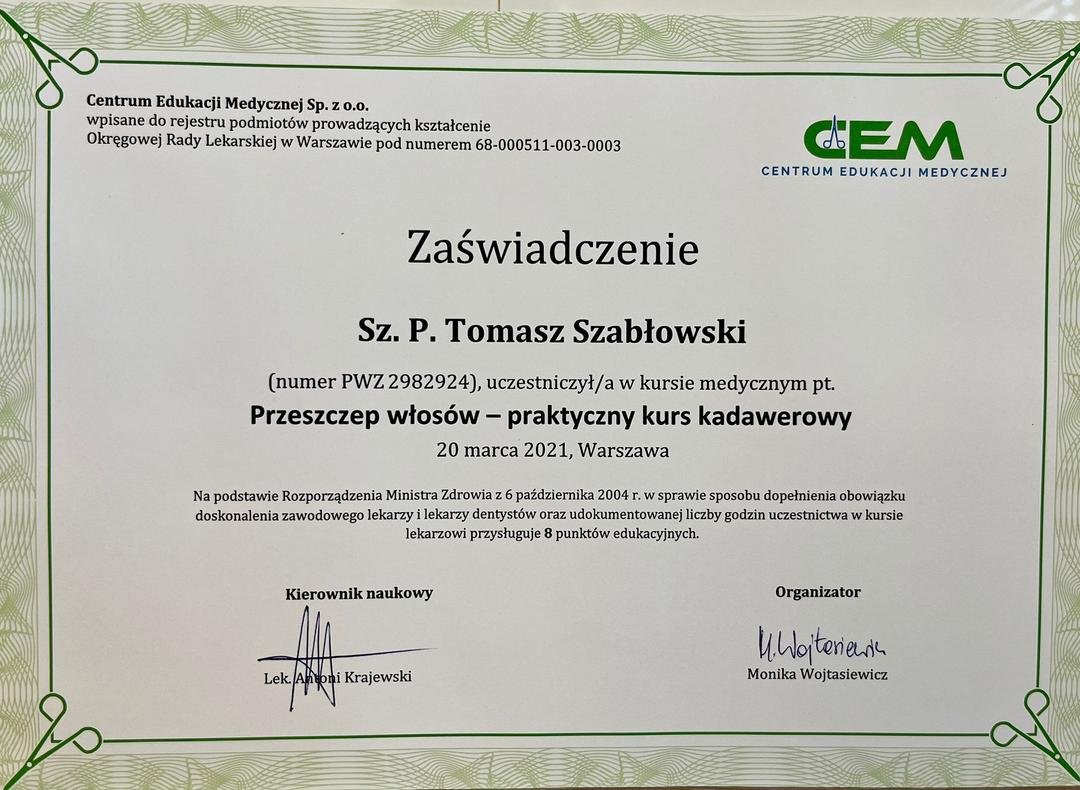 Centrum Edukacji Medycznej Sp. z o.o.
wpisane do rejestru podmiotów prowadzących kształcenie
Okręgowej Rady Lekarskiej w Warszawie pod numerem 68-000511-003-0003
CEM
CENTRUM EDUKACJI MEDYCZNEJ
Zaświadczenie
Sz. P. Tomasz Szabłowski
(numer PWZ 2982924), uczestniczył/a w kursie medycznym pt.
Przeszczep włosów – praktyczny kurs kadawerowy
20 marca 2021, Warszawa
Na podstawie Rozporządzenia Ministra Zdrowia z 6 października 2004 r. w sprawie sposobu dopełnienia obowiązku
doskonalenia zawodowego lekarzy i lekarzy dentystów oraz udokumentowanej liczby godzin uczestnictwa w kursie
lekarzowi przysługuje 8 punktów edukacyjnych.
Kierownik naukowy
Lek. Antoni Krajewski
Organizator
M. Wojtasiewicz
Monika Wojtasiewicz